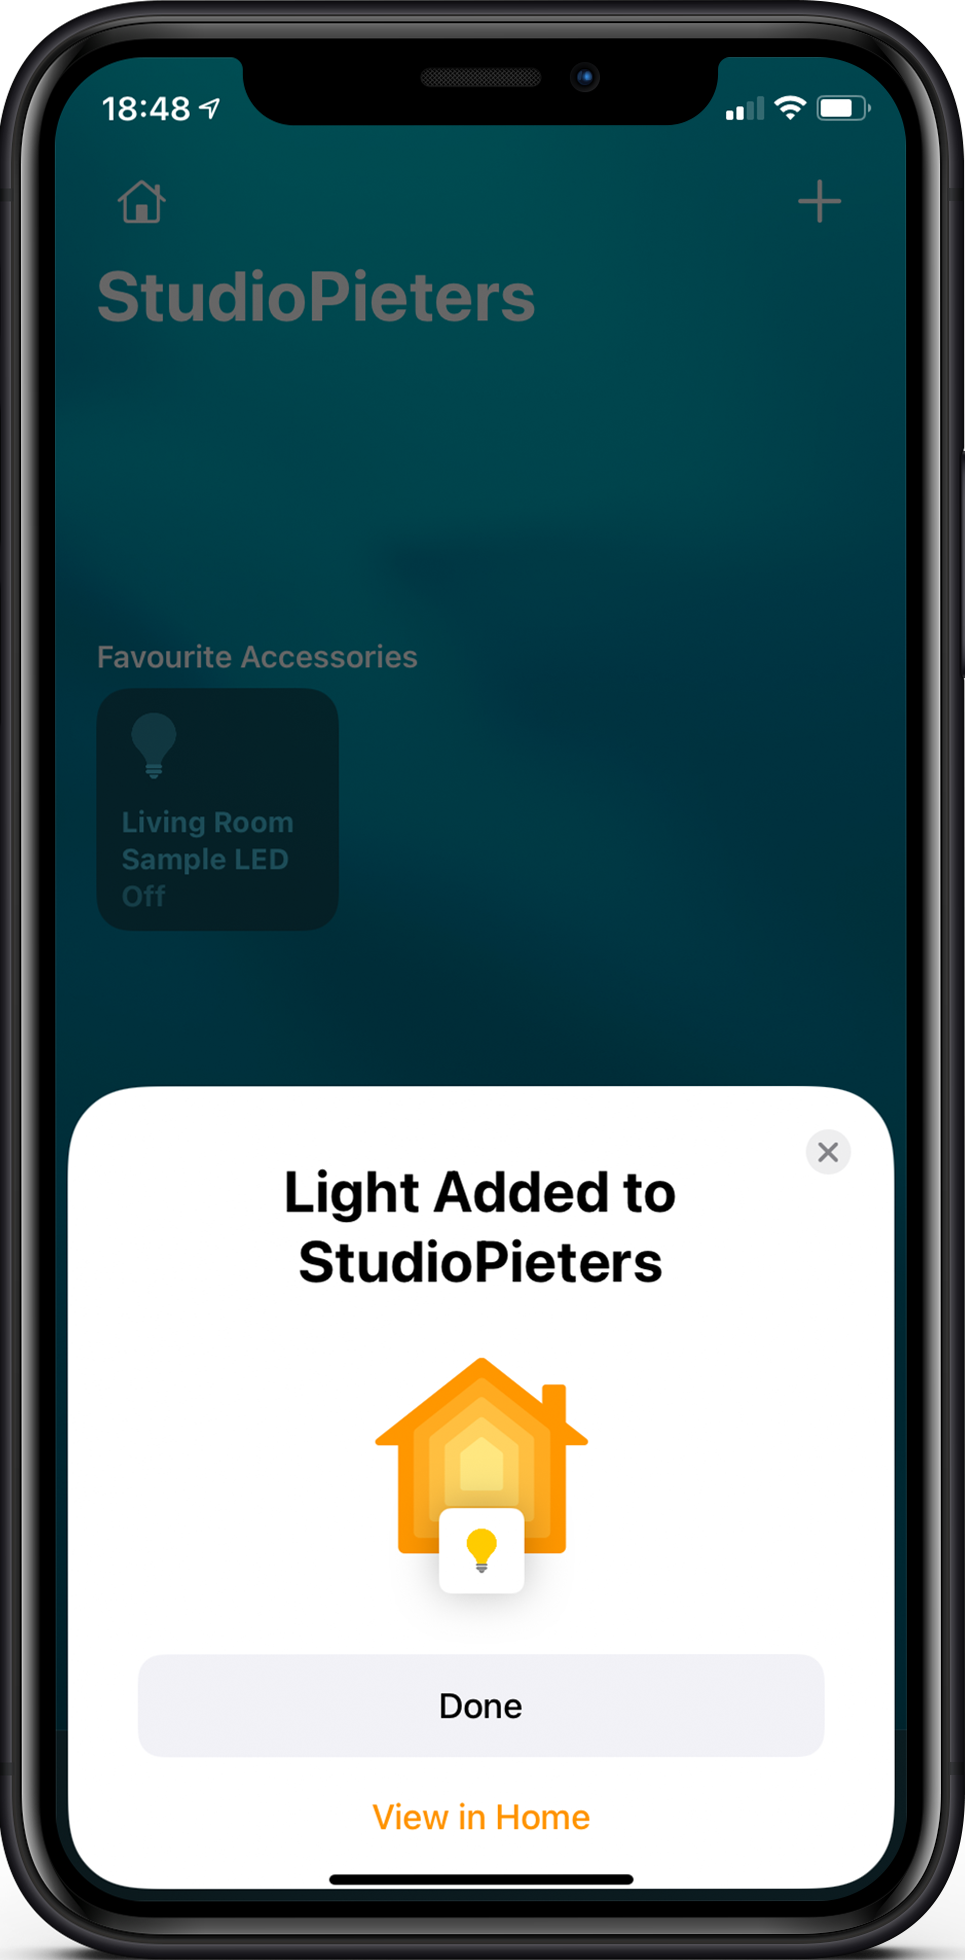 18:48
StudioPieters
Favourite Accessories
Living Room
Sample LED
Off
Light Added to
StudioPieters
Done
View in Home